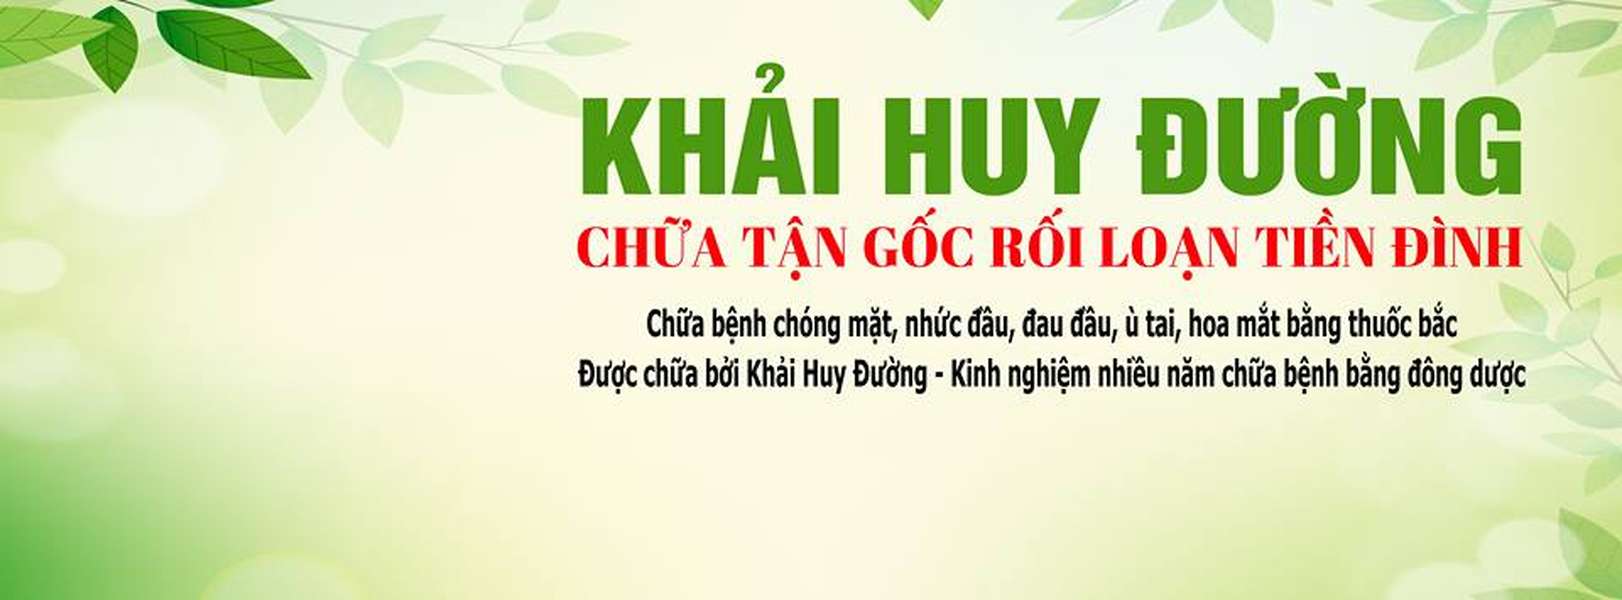 KHẢI HUY ĐƯỜNG
CHỮA TẬN GỐC RỐI LOẠN TIỀN ĐÌNH
Chữa bệnh chóng mặt, nhức đầu, đau đầu, ù tai, hoa mắt bằng thuốc bắc
Được chữa bởi Khải Huy Đường - Kinh nghiệm nhiều năm chữa bệnh bằng đông dược